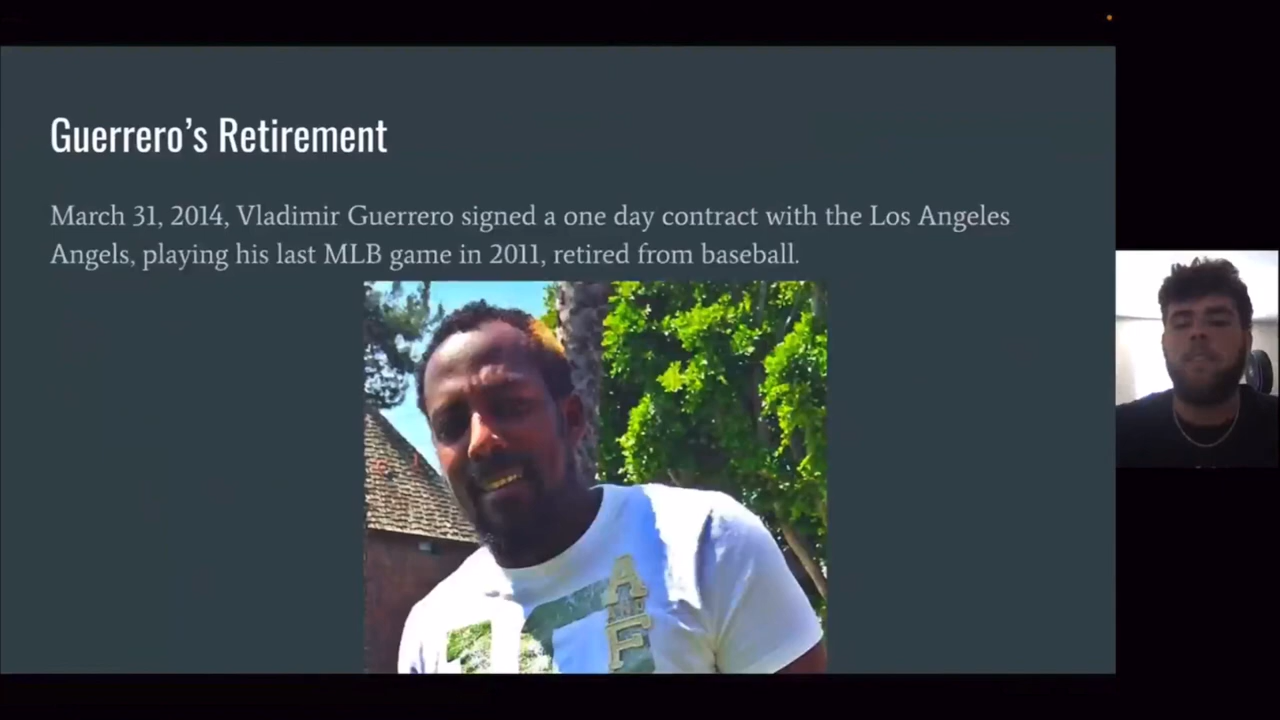 Guerrero’s Retirement
March 31, 2014, Vladimir Guerrero signed a one day contract with the Los Angeles
Angels, playing his last MLB game in 2011, retired from baseball.
A
AND
F